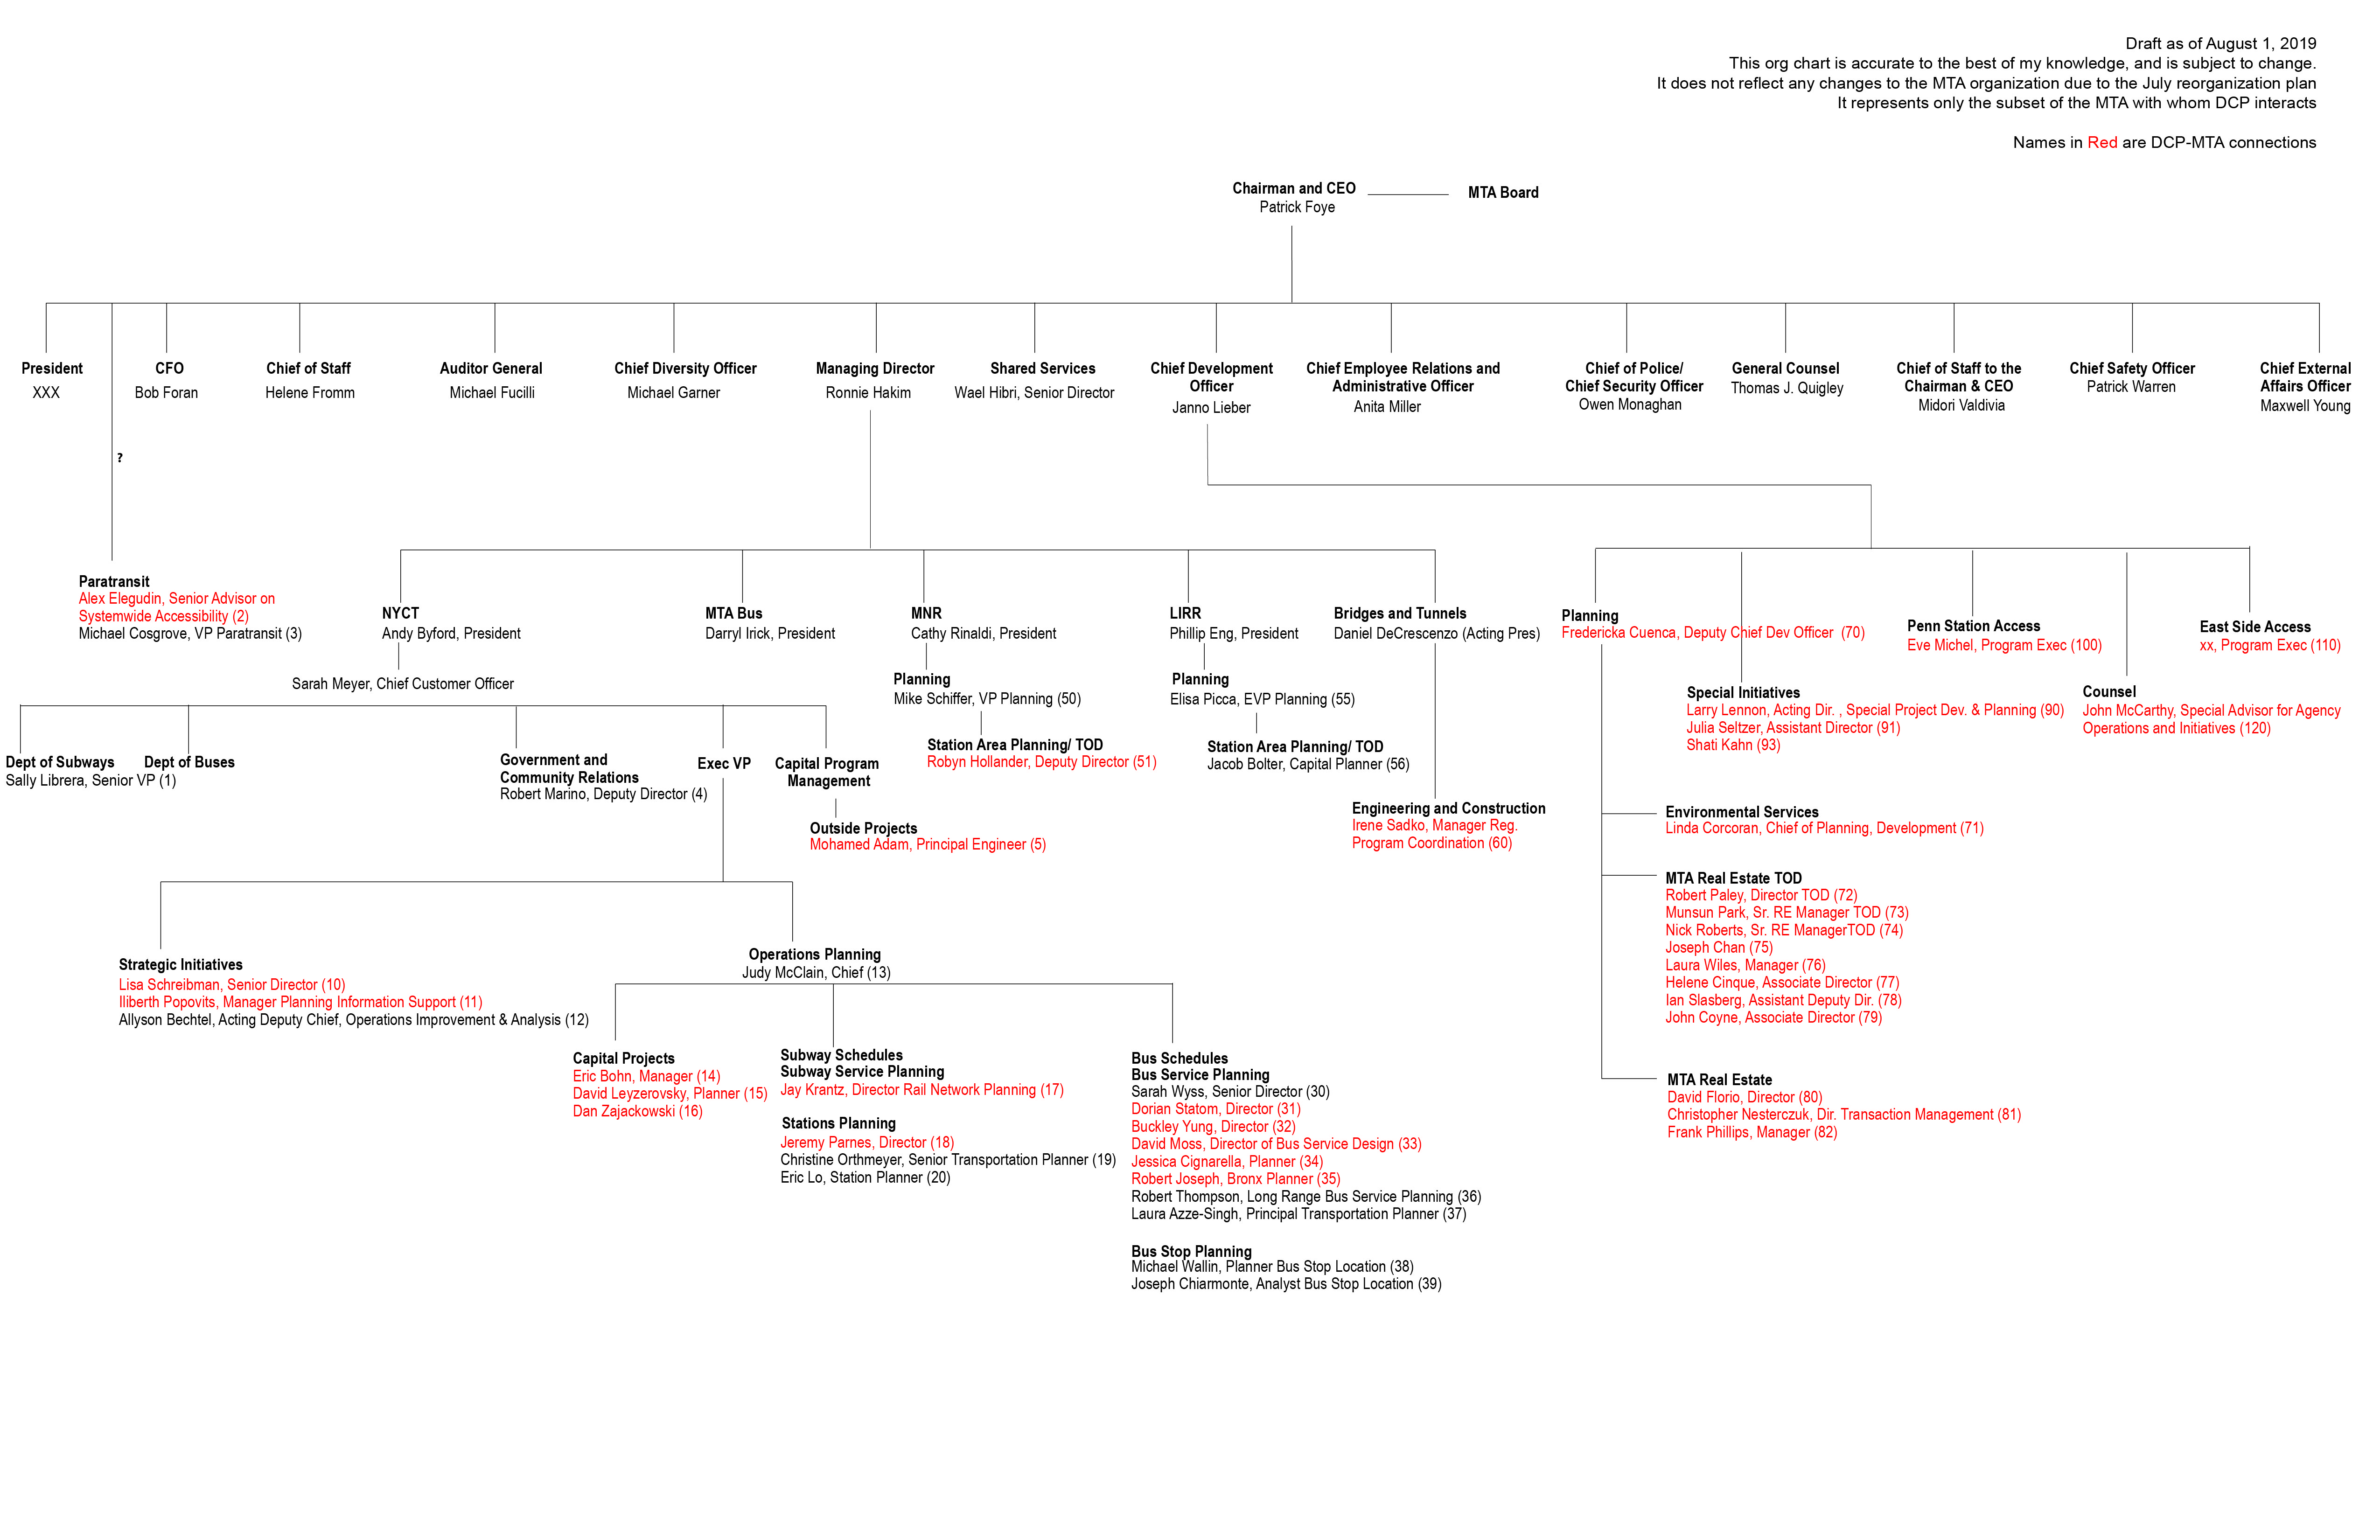 Draft as of August 1, 2019
This org chart is accurate to the best of my knowledge, and is subject to change.
It does not reflect any changes to the MTA organization due to the July reorganization plan
It represents only the subset of the MTA with whom DCP interacts
Names in Red are DCP-MTA connections
Chairman and CEO
Patrick Foye
MTA Board
President
XXX
CFO
Bob Foran
Chief of Staff
Helene Fromm
Auditor General
Michael Fucilli
Chief Diversity Officer
Michael Garner
Managing Director
Ronnie Hakim
Shared Services
Wael Hibri, Senior Director
Chief Development
Officer
Janno Lieber
Chief Employee Relations and
Administrative Officer
Anita Miller
Chief of Police/
Chief Security Officer
Owen Monaghan
General Counsel
Thomas J. Quigley
Chief of Staff to the
Chairman & CEO
Midori Valdivia
Chief Safety Officer
Patrick Warren
Chief External
Affairs Officer
Maxwell Young
?
Paratransit
Alex Elegudin, Senior Advisor on
Systemwide Accessibility (2)
Michael Cosgrove, VP Paratransit (3)
NYCT
Andy Byford, President
MTA Bus
Darryl Irick, President
MNR
Cathy Rinaldi, President
LIRR
Phillip Eng, President
Bridges and Tunnels
Daniel DeCrescenzo (Acting Pres)
Planning
Fredericka Cuenca, Deputy Chief Dev Officer (70)
Penn Station Access
Eve Michel, Program Exec (100)
East Side Access
xx, Program Exec (110)
Sarah Meyer, Chief Customer Officer
Planning
Mike Schiffer, VP Planning (50)
Planning
Elisa Picca, EVP Planning (55)
Special Initiatives
Larry Lennon, Acting Dir. , Special Project Dev. & Planning (90)
Julia Seltzer, Assistant Director (91)
Shati Kahn (93)
Counsel
John McCarthy, Special Advisor for Agency
Operations and Initiatives (120)
Dept of Subways
Sally Librera, Senior VP (1)
Dept of Buses
Government and
Community Relations
Robert Marino, Deputy Director (4)
Exec VP
Capital Program
Management
Station Area Planning/ TOD
Robyn Hollander, Deputy Director (51)
Station Area Planning/ TOD
Jacob Bolter, Capital Planner (56)
Outside Projects
Mohamed Adam, Principal Engineer (5)
Engineering and Construction
Irene Sadko, Manager Reg.
Program Coordination (60)
Environmental Services
Linda Corcoran, Chief of Planning, Development (71)
MTA Real Estate TOD
Robert Paley, Director TOD (72)
Munsun Park, Sr. RE Manager TOD (73)
Nick Roberts, Sr. RE ManagerTOD (74)
Joseph Chan (75)
Laura Wiles, Manager (76)
Helene Cinque, Associate Director (77)
Ian Slasberg, Assistant Deputy Dir. (78)
John Coyne, Associate Director (79)
Strategic Initiatives
Lisa Schreibman, Senior Director (10)
Iliberth Popovits, Manager Planning Information Support (11)
Allyson Bechtel, Acting Deputy Chief, Operations Improvement & Analysis (12)
Operations Planning
Judy McClain, Chief (13)
Capital Projects
Eric Bohn, Manager (14)
David Leyzerovsky, Planner (15)
Dan Zajackowski (16)
Subway Schedules
Subway Service Planning
Jay Krantz, Director Rail Network Planning (17)
Stations Planning
Jeremy Parnes, Director (18)
Christine Orthmeyer, Senior Transportation Planner (19)
Eric Lo, Station Planner (20)
Bus Schedules
Bus Service Planning
Sarah Wyss, Senior Director (30)
Dorian Statom, Director (31)
Buckley Yung, Director (32)
David Moss, Director of Bus Service Design (33)
Jessica Cignarella, Planner (34)
Robert Joseph, Bronx Planner (35)
Robert Thompson, Long Range Bus Service Planning (36)
Laura Azze-Singh, Principal Transportation Planner (37)
Bus Stop Planning
Michael Wallin, Planner Bus Stop Location (38)
Joseph Chiarmonte, Analyst Bus Stop Location (39)
MTA Real Estate
David Florio, Director (80)
Christopher Nesterczuk, Dir. Transaction Management (81)
Frank Phillips, Manager (82)